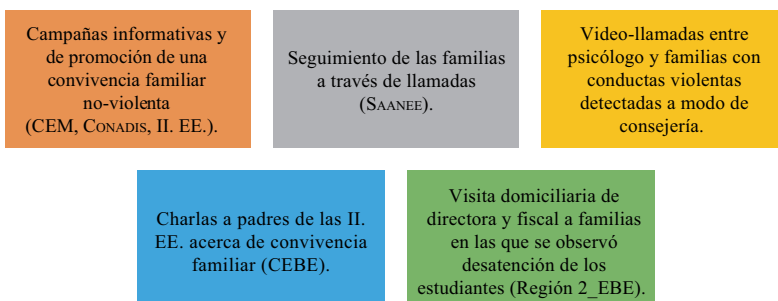 Campañas informativas y
de promoción de una
convivencia familiar
no-violenta
(CEM, CONADIS, II. EE.).
Seguimiento de las familias
a través de llamadas
(SAANEE).
Video-llamadas entre
psicólogo y familias con
conductas violentas
detectadas a modo de
consejería.
Charlas a padres de las II.
EE. acerca de convivencia
familiar (CEBE).
Visita domiciliaria de
directora y fiscal a familias
en las que se observó
desatención de los
estudiantes (Región 2_EBE).